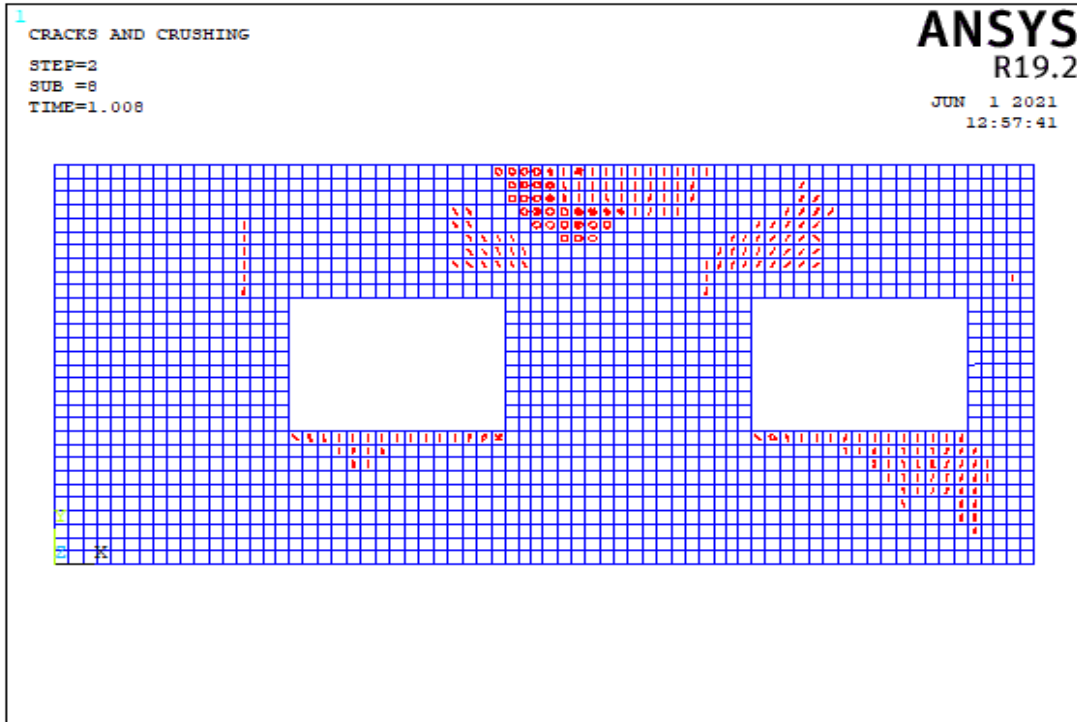 1
CRACKS AND CRUSHING
STEP=2
SUB =8
TIME=1.008
ANSYS
R19.2
JUN  1 2021
12:57:41
Y
Z X